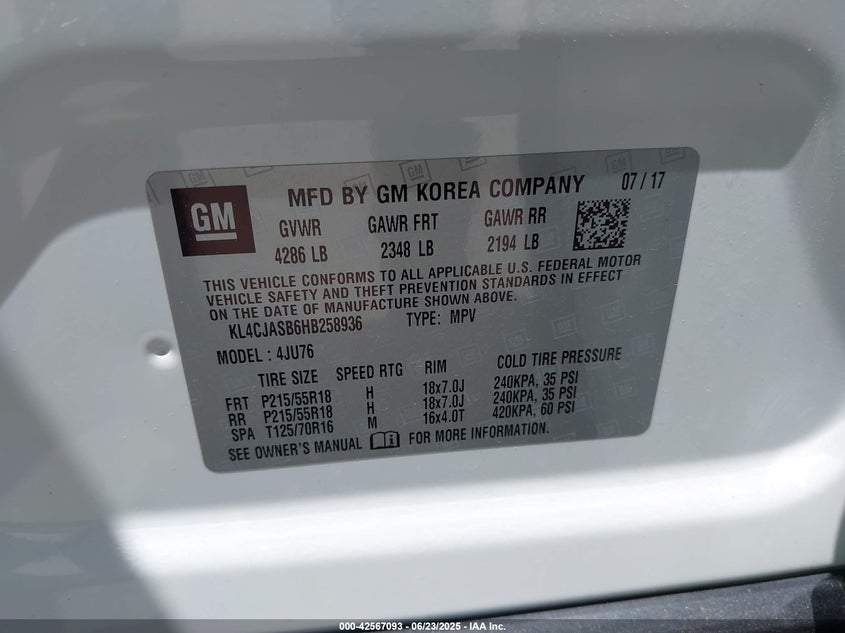 GM
MFD BY GM KOREA COMPANY 07 / 17
GVWR GAWR FRT GAWR RR
4286 LB 2348 LB 2194 LB
THIS VEHICLE CONFORMS TO ALL APPLICABLE U.S. FEDERAL MOTOR
VEHICLE SAFETY AND THEFT PREVENTION STANDARDS IN EFFECT
ON THE DATE OF MANUFACTURE SHOWN ABOVE.
KL4CJASB6HB258936 TYPE: MPV
MODEL : 4JU76
TIRE SIZE SPEED RTG RIM COLD TIRE PRESSURE
FRT P215/55R18 H 18x7.0J 240KPA, 35 PSI
RR P215/55R18 H 18x7.0J 240KPA, 35 PSI
SPA T125/70R16 M 16x4.0T 420KPA, 60 PSI
SEE OWNER'S MANUAL FOR MORE INFORMATION.
000-42567093 - 06/23/2025 - IAA Inc.